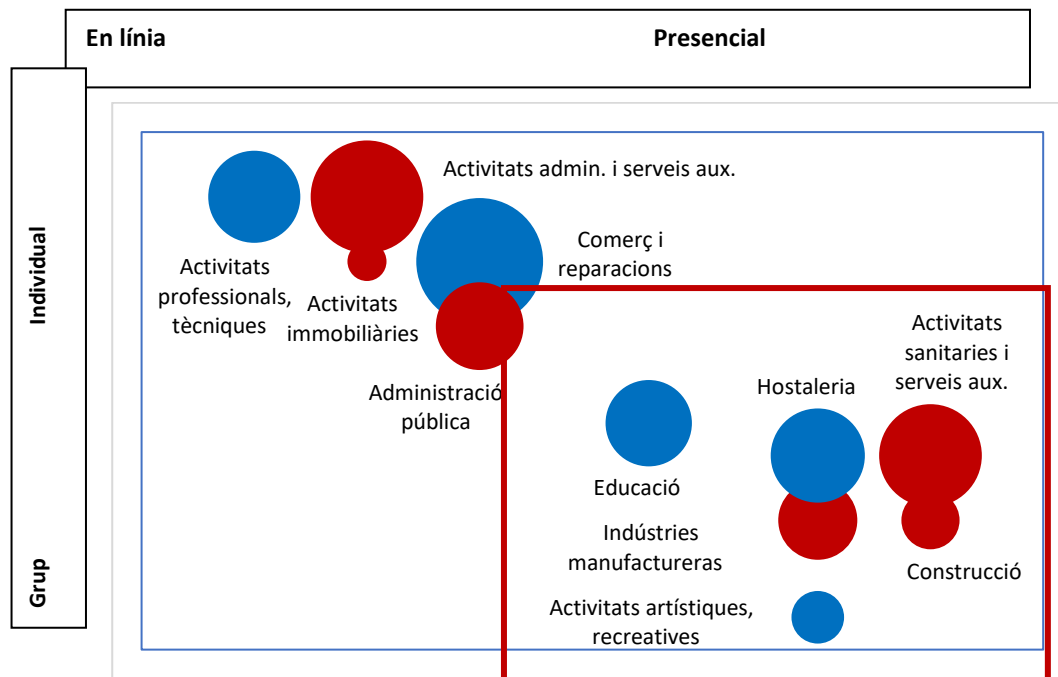 En línia
Presencial
Individual
Grup
Activitats admin. i serveis aux.
Activitats
professionals,
tècniques
Activitats
immobiliàries
Comerç i
reparacions
Administració
pública
Activitats
sanitaries i
serveis aux.
Hostaleria
Educació
Indústries
manufactureras
Construcció
Activitats artístiques,
recreatives